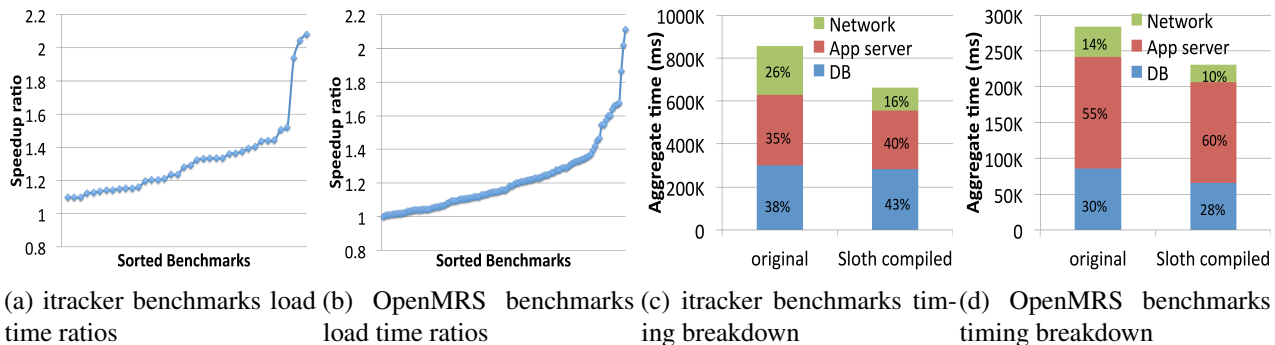 2.2
2
1.8
1.6
1.4
1.2
1
0.8
Speedup ratio
Sorted Benchmarks
2.2
2
1.8
1.6
1.4
1.2
1
0.8
Speedup ratio
Sorted Benchmarks
1000K
800K
600K
400K
200K
0
Aggregate time (ms)
Network
App server
DB
26%
35%
38%
16%
40%
43%
original
Sloth compiled
300K
250K
200K
150K
100K
50K
0
Aggregate time (ms)
Network
App server
DB
14%
55%
30%
10%
60%
28%
original
Sloth compiled
(a) itracker benchmarks load
time ratios
(b) OpenMRS benchmarks
load time ratios
(c) itracker benchmarks tim-
ing breakdown
(d) OpenMRS benchmarks
timing breakdown